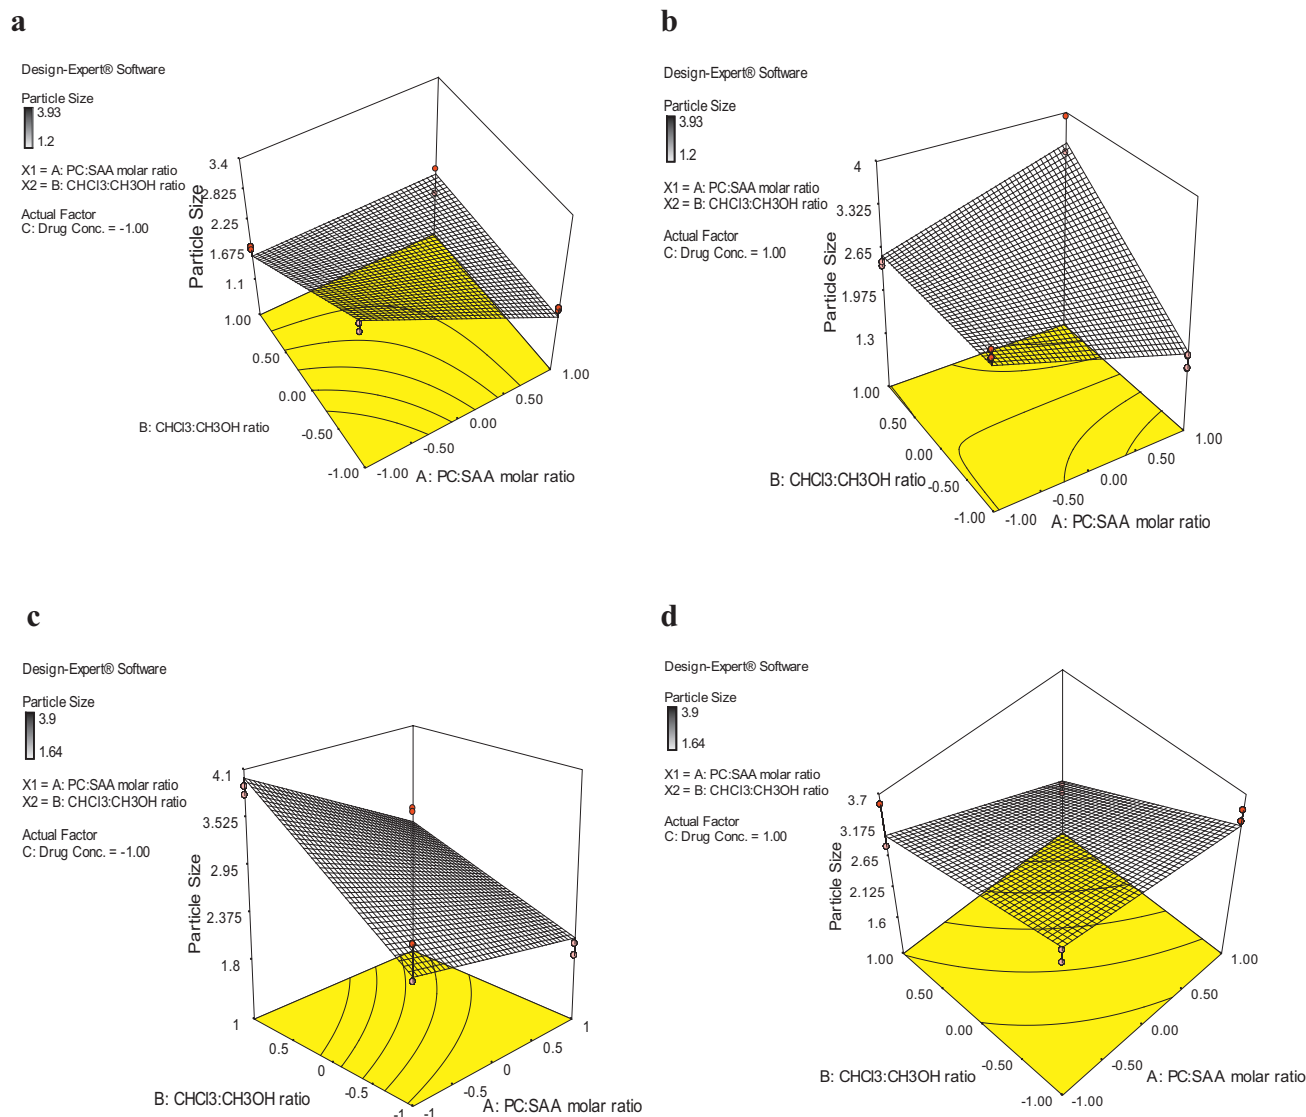 a
Design-Expert® Software
Particle Size
3.93
1.2
X1 = A: PC:SAA molar ratio
X2 = B: CHCl3:CH3OH ratio
Actual Factor
C: Drug Conc. = -1.00
3.4
2.825
2.25
1.675
1.1
Particle Size
1.00
0.50
0.00
-0.50
-1.00
B: CHCl3:CH3OH ratio
-1.00
-0.50
0.00
0.50
1.00
A: PC:SAA molar ratio
b
Design-Expert® Software
Particle Size
3.93
1.2
X1 = A: PC:SAA molar ratio
X2 = B: CHCl3:CH3OH ratio
Actual Factor
C: Drug Conc. = 1.00
4
3.325
2.65
1.975
1.3
Particle Size
1.00
0.50
0.00
-0.50
-1.00
B: CHCl3:CH3OH ratio
-1.00
-0.50
0.00
0.50
1.00
A: PC:SAA molar ratio
c
Design-Expert® Software
Particle Size
3.9
1.64
X1 = A: PC:SAA molar ratio
X2 = B: CHCl3:CH3OH ratio
Actual Factor
C: Drug Conc. = -1.00
4.1
3.525
2.95
2.375
1.8
Particle Size
1
0.5
0
-0.5
-1
B: CHCl3:CH3OH ratio
-1
-0.5
0
0.5
1
A: PC:SAA molar ratio
d
Design-Expert® Software
Particle Size
3.9
1.64
X1 = A: PC:SAA molar ratio
X2 = B: CHCl3:CH3OH ratio
Actual Factor
C: Drug Conc. = 1.00
3.7
3.175
2.65
2.125
1.6
Particle Size
1.00
0.50
0.00
-0.50
-1.00
B: CHCl3:CH3OH ratio
-1.00
-0.50
0.00
0.50
1.00
A: PC:SAA molar ratio